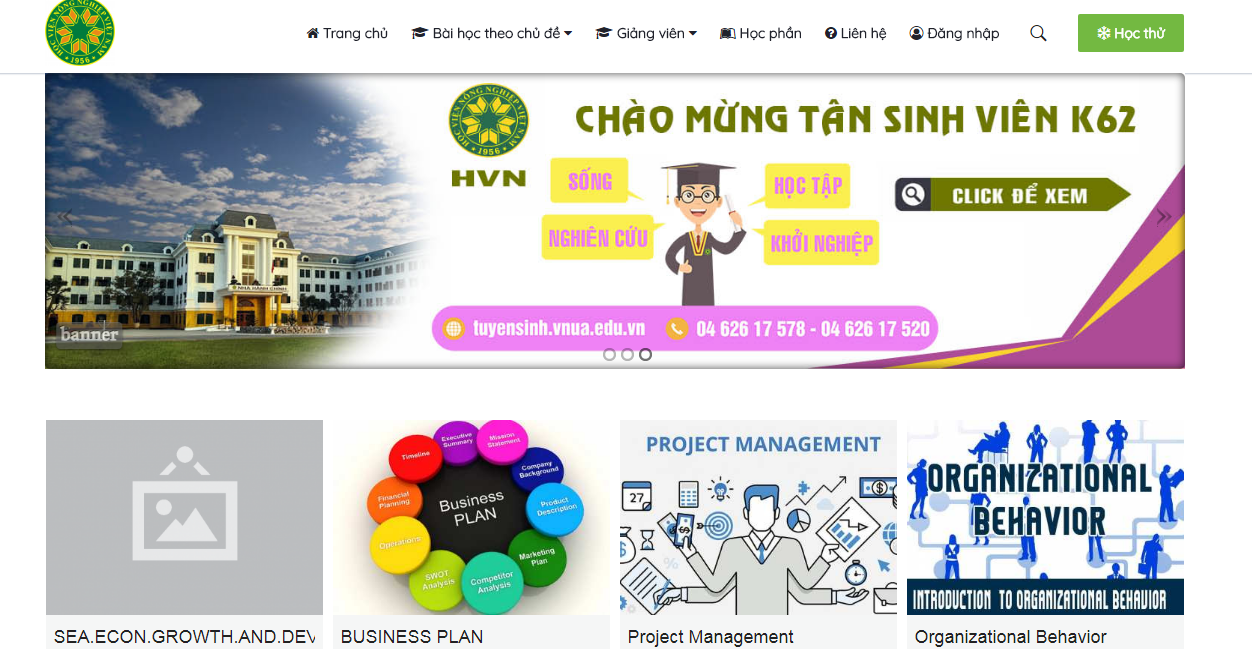 HỌC VIỆN NÔNG NGHIỆP VIỆT NAM
1956
Trang chủ
Bài học theo chủ đề
Giảng viên
Học phần
Liên hệ
Đăng nhập
Học thử
HỌC VIỆN NÔNG NGHIỆP VIỆT NAM
1956
HVN
CHÀO MỪNG TÂN SINH VIÊN K62
SỐNG
HỌC TẬP
NGHIÊN CỨU
KHỞI NGHIỆP
CLICK ĐỂ XEM
NHÀ HÀNH CHÍNH
banner
tuyensinh.vnua.edu.vn
04 626 17 578 - 04 626 17 520
Business
PLAN
Executive
Summary
Mission
Statement
Company
Background
Product
Description
Marketing
Plan
Competitor
Analysis
SWOT
Analysis
Operations
Financial
Planning
Timeline
PROJECT MANAGEMENT
27
ORGANIZATIONAL
BEHAVIOR
INTRODUCTION TO ORGANIZATIONAL BEHAVIOR
SEA.ECON.GROWTH.AND.DEV
BUSINESS PLAN
Project Management
Organizational Behavior